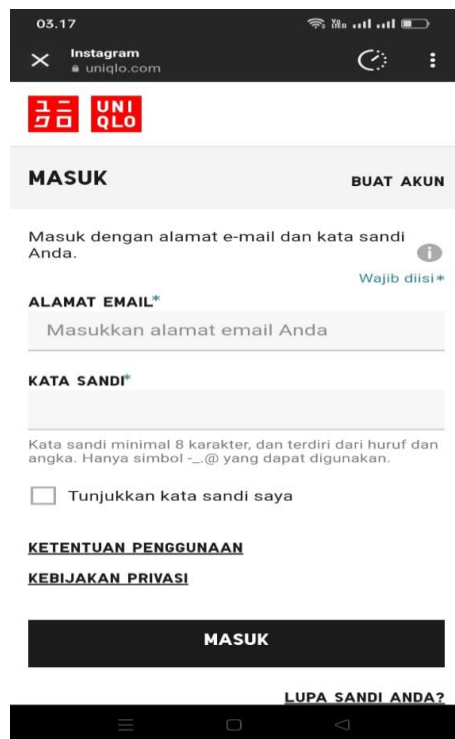 03.17
Instagram
uniqlo.com
ユニ UNI
クロ QLO
MASUK BUAT AKUN
Masuk dengan alamat e-mail dan kata sandi
Anda.
Wajib diisi*
ALAMAT EMAIL*
Masukkan alamat email Anda
KATA SANDI*
Kata sandi minimal 8 karakter, dan terdiri dari huruf dan
angka. Hanya simbol -_.@ yang dapat digunakan.
Tunjukkan kata sandi saya
KETENTUAN PENGGUNAAN
KEBIJAKAN PRIVASI
MASUK
LUPA SANDI ANDA?